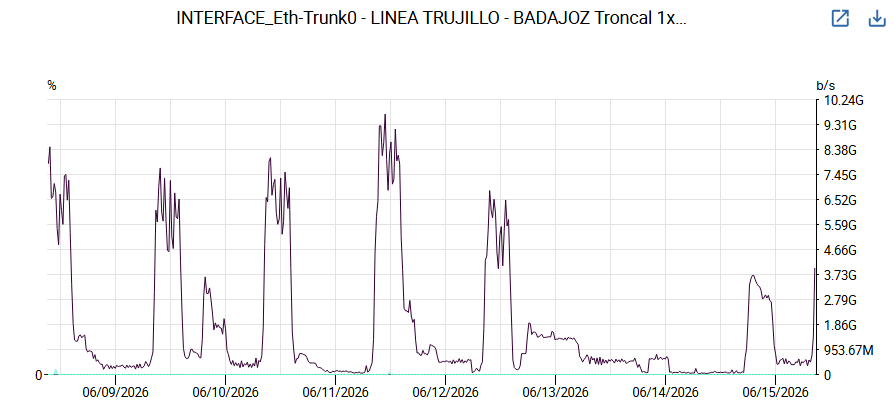 INTERFACE_Eth-Trunk0 - LINEA TRUJILLO - BADAJOZ Troncal 1x...
% b/s
10.24G
9.31G
8.38G
7.45G
6.52G
5.59G
4.66G
3.73G
2.79G
1.86G
953.67M
0 0
06/09/2026 06/10/2026 06/11/2026 06/12/2026 06/13/2026 06/14/2026 06/15/2026